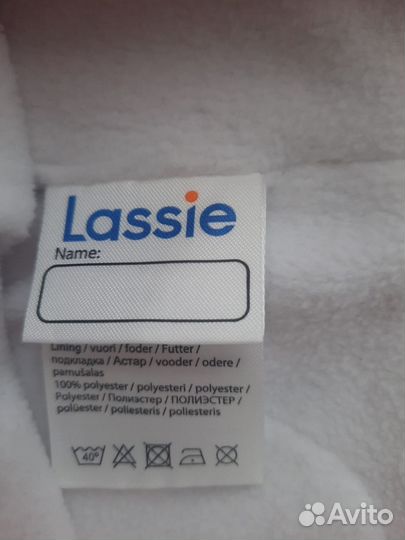 Lassie
Name:
Lining / vuori / foder / Futter /
подкладка / Астар / vooder / odere /
pamušalas
100% polyester / polyesteri / polyester /
Polyester / Полиэстер / ПОЛИЭСТЕР /
polüester / poliesteris / poliesteris
40°
Avito